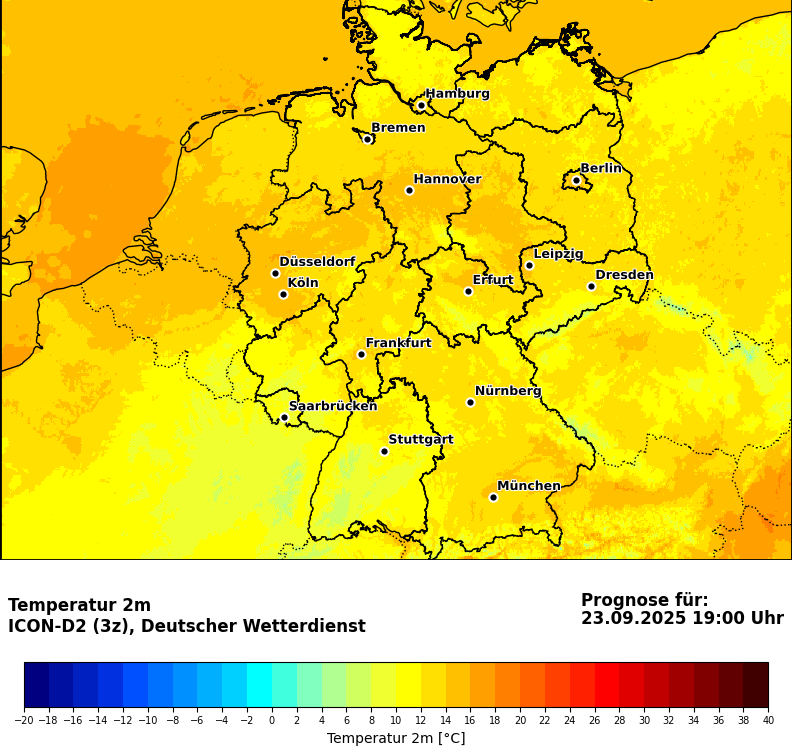 Hamburg
Bremen
Berlin
Hannover
Leipzig
Düsseldorf
Dresden
Köln
Erfurt
Frankfurt
Nürnberg
Saarbrücken
Stuttgart
München
Temperatur 2m
ICON-D2 (3z), Deutscher Wetterdienst
Prognose für:
23.09.2025 19:00 Uhr
−20 −18 −16 −14 −12 −10 −8 −6 −4 −2 0 2 4 6 8 10 12 14 16 18 20 22 24 26 28 30 32 34 36 38 40
Temperatur 2m [°C]